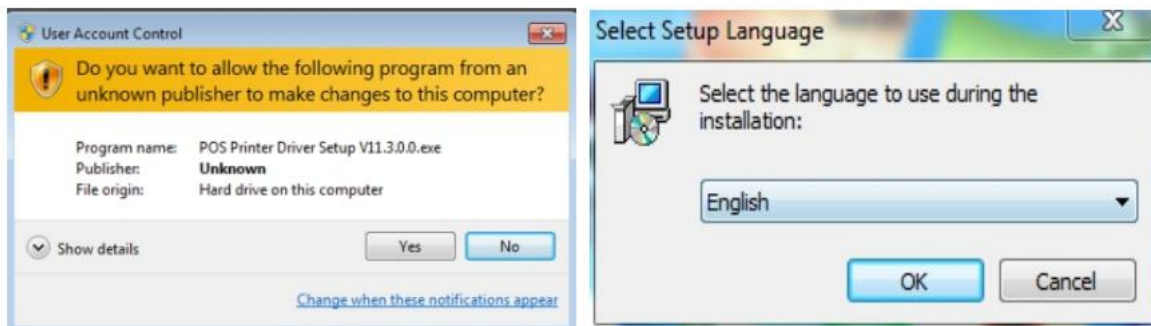 User Account Control
Do you want to allow the following program from an
unknown publisher to make changes to this computer?
Program name: POS Printer Driver Setup V11.3.0.0.exe
Publisher: Unknown
File origin: Hard drive on this computer
Show details
Yes
No
Change when these notifications appear
Select Setup Language
Select the language to use during the
installation:
English
OK
Cancel